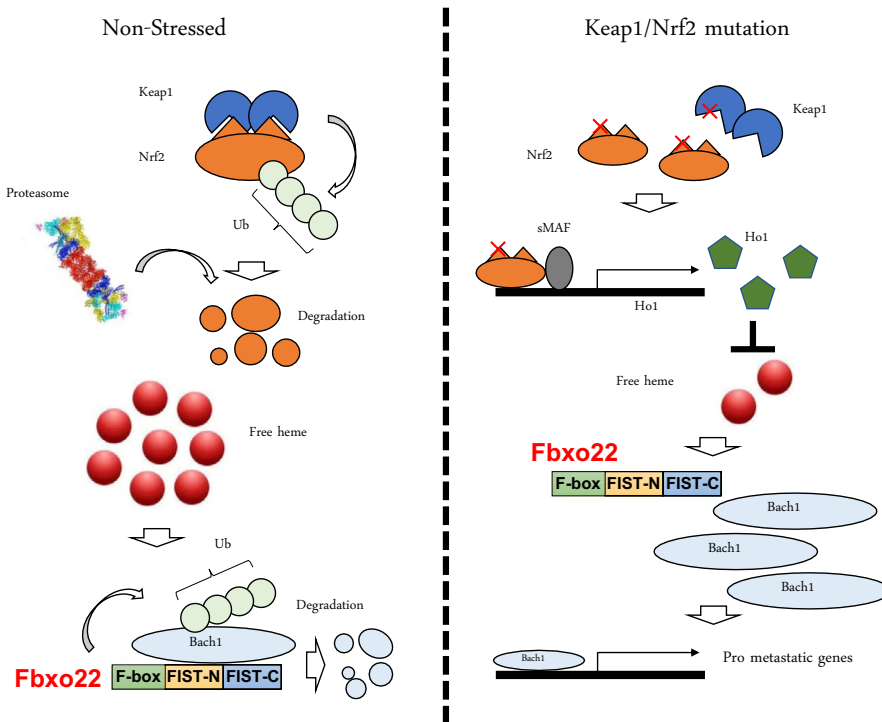 Non-Stressed
Keap1
Nrf2
Proteasome
Ub
Degradation
Free heme
Ub
Degradation
Bach1
Fbxo22
F-box FIST-N FIST-C
Keap1/Nrf2 mutation
Keap1
Nrf2
sMAF
Ho1
Ho1
Free heme
Fbxo22
F-box FIST-N FIST-C
Bach1
Bach1
Bach1
Bach1
Pro metastatic genes